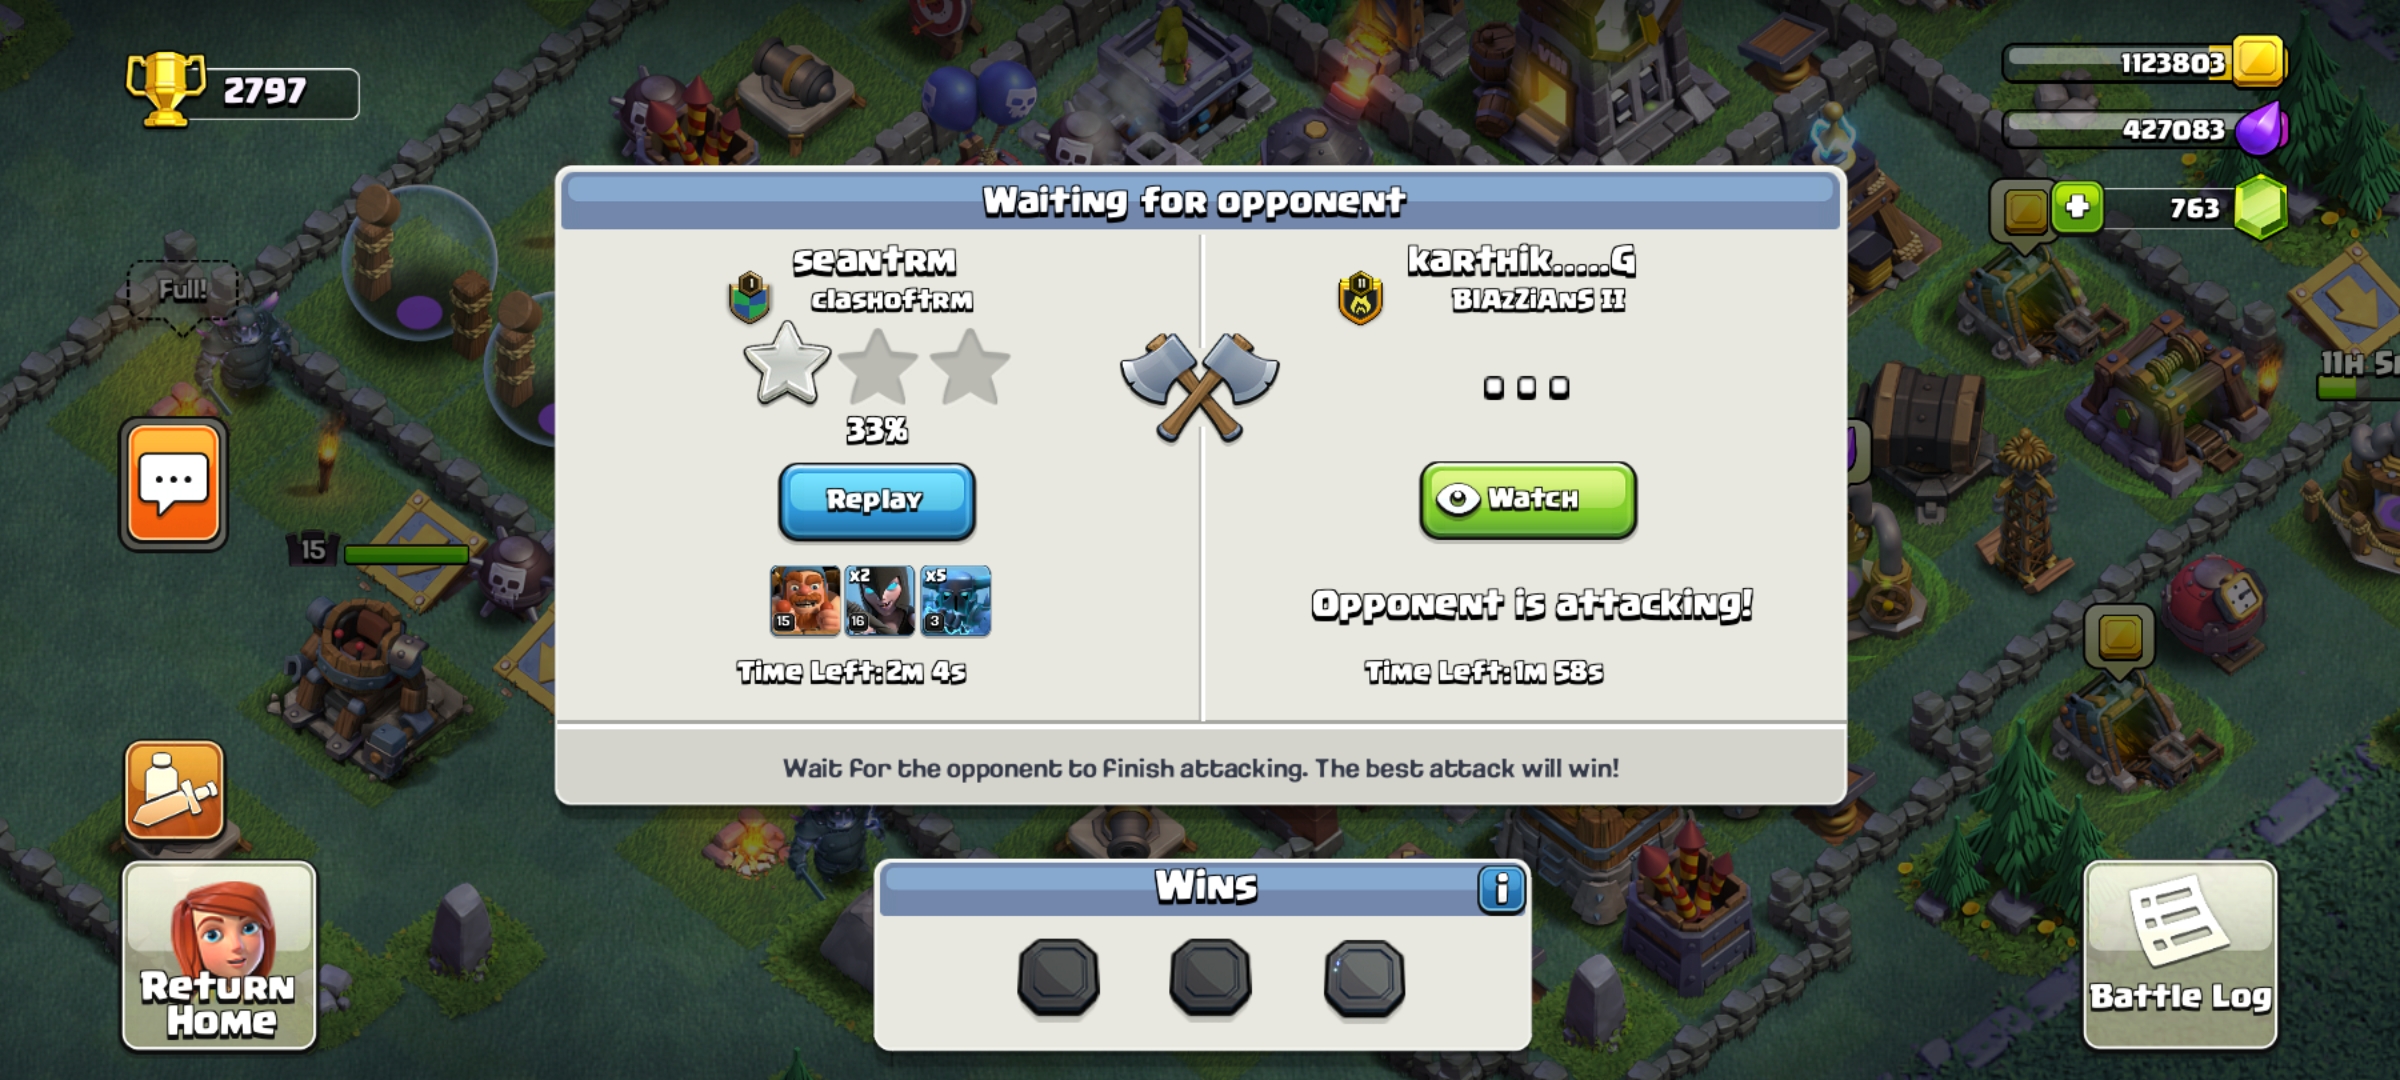 2797
1123803
427083
763
Full!
Waiting for opponent
seantrm
clashoftrm
33%
Replay
15
x2
16
x5
3
Time Left:2m 4s
karthik.....G
BlAzZiAnS II
Watch
Opponent is attacking!
Time Left:1m 58s
Wait for the opponent to finish attacking. The best attack will win!
15
Wins
i
Return
Home
Battle Log